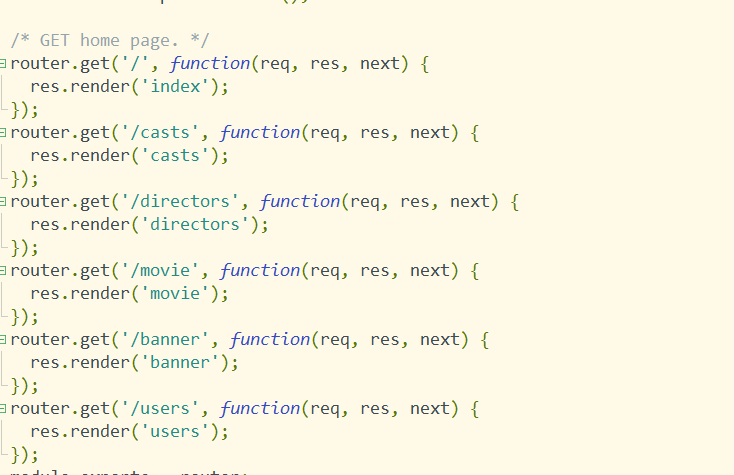 /* GET home page. */
router.get('/', function(req, res, next) {
  res.render('index');
});
router.get('/casts', function(req, res, next) {
  res.render('casts');
});
router.get('/directors', function(req, res, next) {
  res.render('directors');
});
router.get('/movie', function(req, res, next) {
  res.render('movie');
});
router.get('/banner', function(req, res, next) {
  res.render('banner');
});
router.get('/users', function(req, res, next) {
  res.render('users');
});